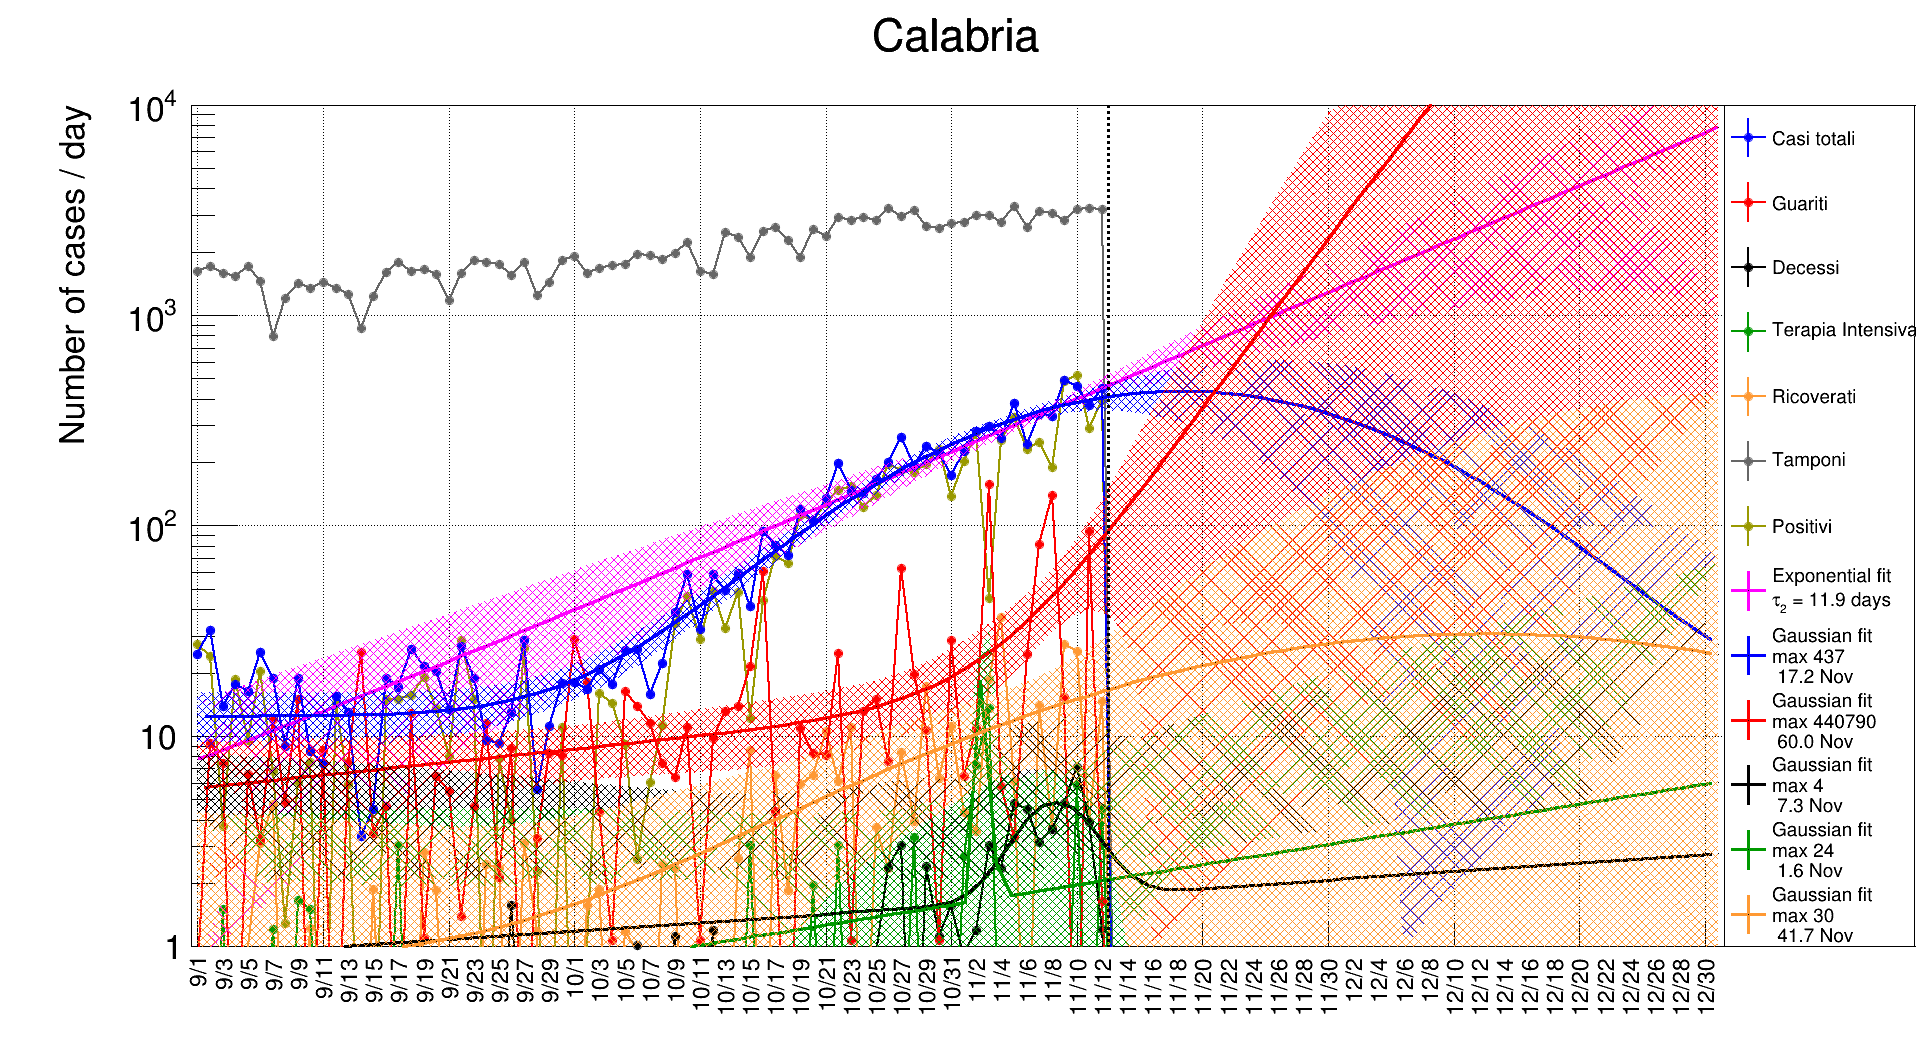 Calabria
Number of cases / day
10^4
10^3
10^2
10
1
9/1
9/3
9/5
9/7
9/9
9/11
9/13
9/15
9/17
9/19
9/21
9/23
9/25
9/27
9/29
10/1
10/3
10/5
10/7
10/9
10/11
10/13
10/15
10/17
10/19
10/21
10/23
10/25
10/27
10/29
10/31
11/2
11/4
11/6
11/8
11/10
11/12
11/14
11/16
11/18
11/20
11/22
11/24
11/26
11/28
11/30
12/2
12/4
12/6
12/8
12/10
12/12
12/14
12/16
12/18
12/20
12/22
12/24
12/26
12/28
12/30
Casi totali
Guariti
Decessi
Terapia Intensiva
Ricoverati
Tamponi
Positivi
Exponential fit
τ₂ = 11.9 days
Gaussian fit
max 437
17.2 Nov
Gaussian fit
max 440790
60.0 Nov
Gaussian fit
max 4
7.3 Nov
Gaussian fit
max 24
1.6 Nov
Gaussian fit
max 30
41.7 Nov